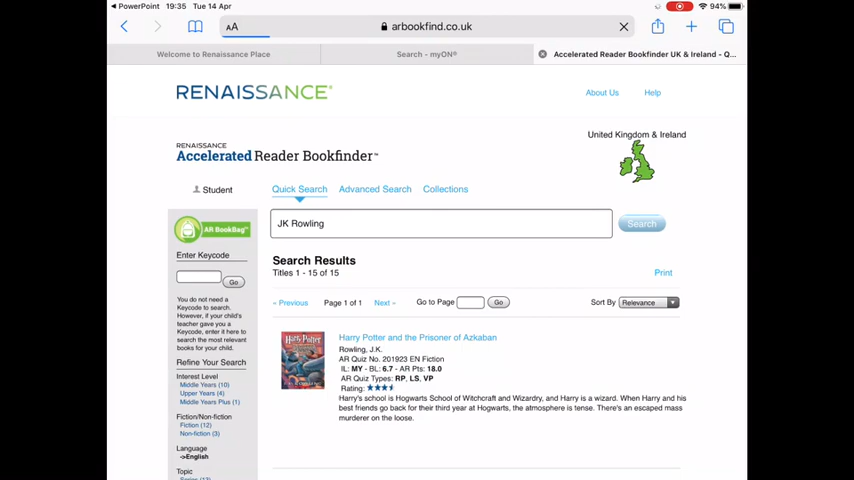 PowerPoint 19:35 Tue 14 Apr 94%
AA arbookfind.co.uk
Welcome to Renaissance Place Search - myON® Accelerated Reader Bookfinder UK & Ireland - Q...
RENAISSANCE®
About Us Help
United Kingdom & Ireland
RENAISSANCE
Accelerated Reader Bookfinder™
Student
Quick Search Advanced Search Collections
AR BookBag™
JK Rowling
Search
Enter Keycode
Go
Search Results
Titles 1 - 15 of 15
Print
« Previous Page 1 of 1 Next » Go to Page Go Sort By Relevance
You do not need a
Keycode to search.
However, if your child's
teacher gave you a
Keycode, enter it here to
search the most relevant
books for your child.
Refine Your Search
Interest Level
Middle Years (10)
Upper Years (4)
Middle Years Plus (1)
Fiction/Non-fiction
Fiction (12)
Non-fiction (3)
Language
->English
Topic
Harry Potter
Harry Potter and the Prisoner of Azkaban
Rowling, J.K.
AR Quiz No. 201923 EN Fiction
IL: MY - BL: 6.7 - AR Pts: 18.0
AR Quiz Types: RP, LS, VP
Rating:
Harry's school is Hogwarts School of Witchcraft and Wizardry, and Harry is a wizard. When Harry and his
best friends go back for their third year at Hogwarts, the atmosphere is tense. There's an escaped mass
murderer on the loose.